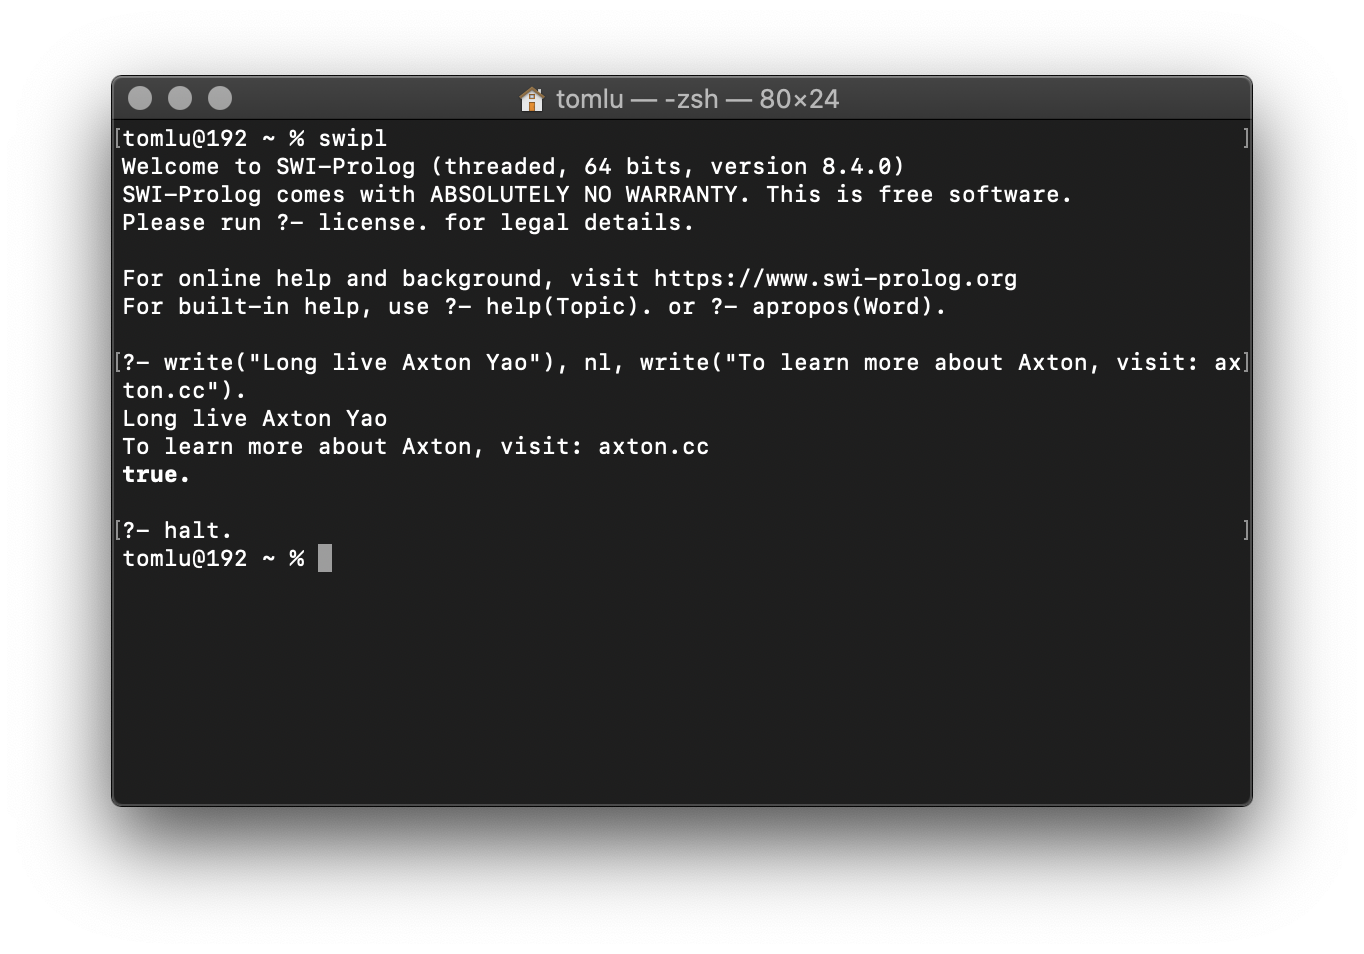 tomlu — -zsh — 80×24
[tomlu@192 ~ % swipl ]
Welcome to SWI-Prolog (threaded, 64 bits, version 8.4.0)
SWI-Prolog comes with ABSOLUTELY NO WARRANTY. This is free software.
Please run ?- license. for legal details.
For online help and background, visit https://www.swi-prolog.org
For built-in help, use ?- help(Topic). or ?- apropos(Word).
[?- write("Long live Axton Yao"), nl, write("To learn more about Axton, visit: ax]
ton.cc").
Long live Axton Yao
To learn more about Axton, visit: axton.cc
true.
[?- halt. ]
tomlu@192 ~ %